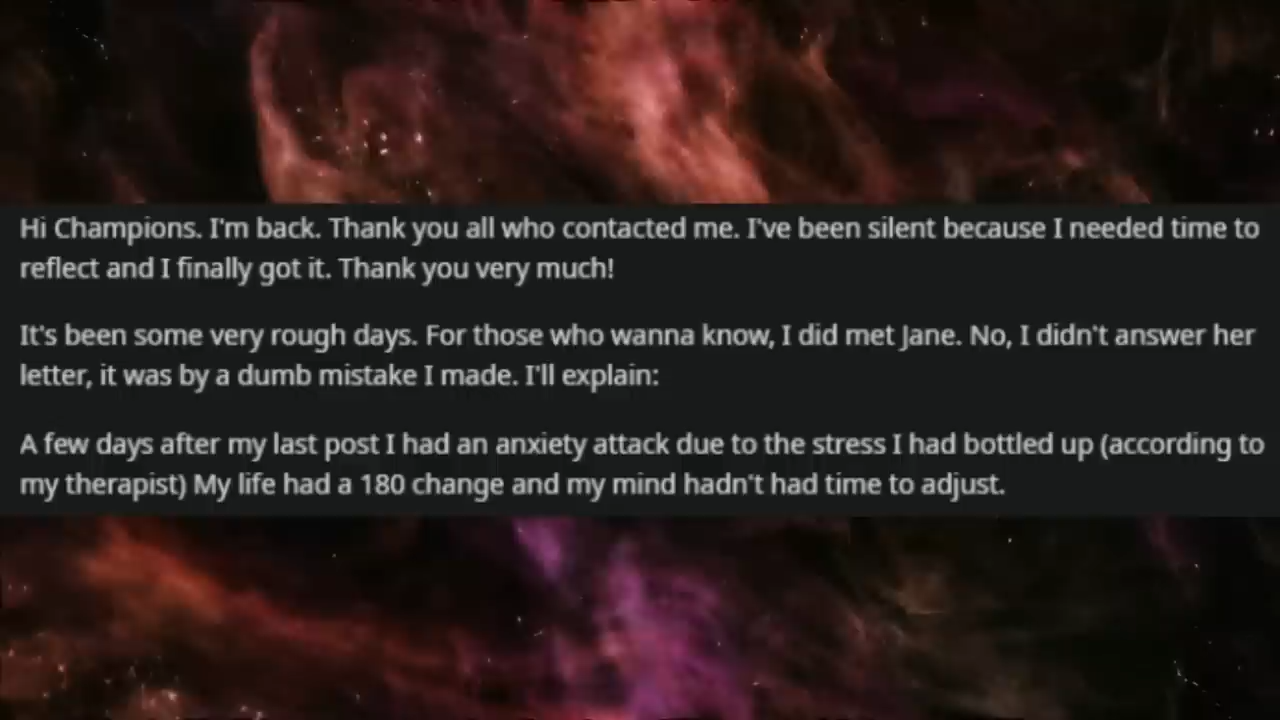 Hi Champions. I'm back. Thank you all who contacted me. I've been silent because I needed time to
reflect and I finally got it. Thank you very much!
It's been some very rough days. For those who wanna know, I did met Jane. No, I didn't answer her
letter, it was by a dumb mistake I made. I'll explain:
A few days after my last post I had an anxiety attack due to the stress I had bottled up (according to
my therapist) My life had a 180 change and my mind hadn't had time to adjust.